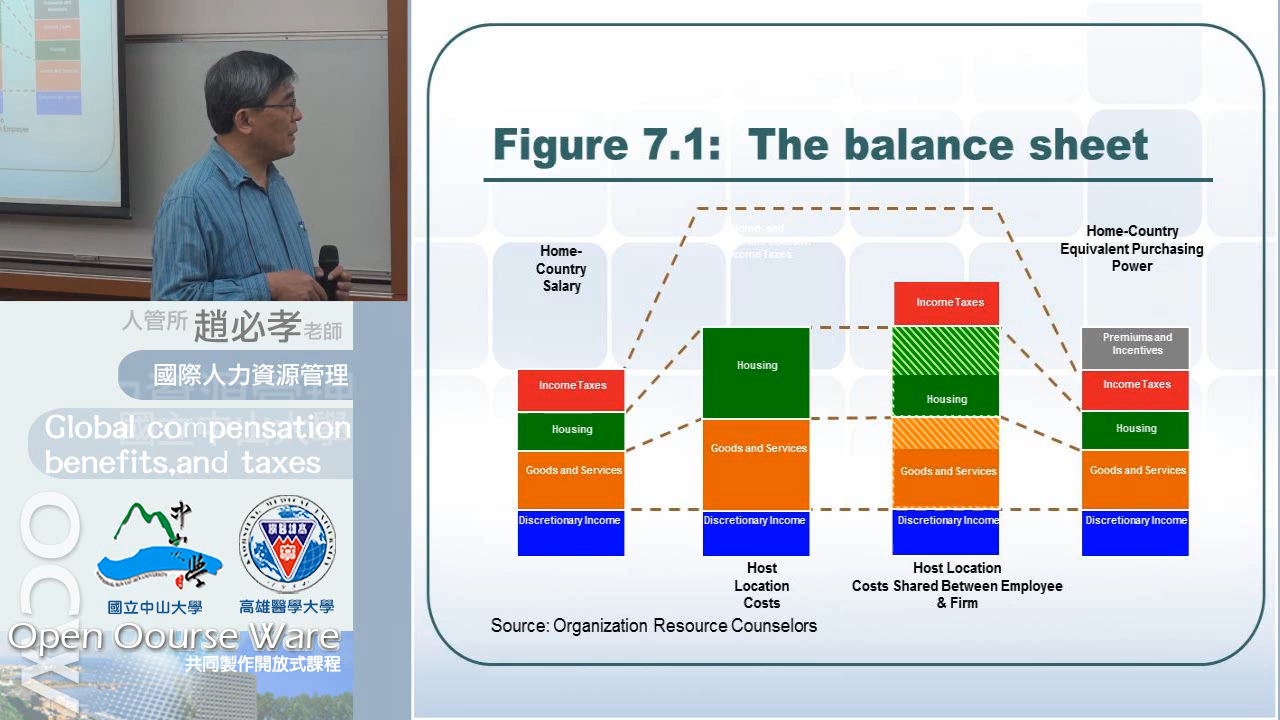 人管所 趙必孝 老師
國際人力資源管理
Global compensation
benefits,and taxes
國立中山大學
高雄醫學大學
OCW
Open Oourse Ware
共同製作開放式課程
Figure 7.1: The balance sheet
Home-
Country
Salary
Income Taxes
Housing
Goods and Services
Discretionary Income
Housing
Goods and Services
Discretionary Income
Host
Location
Costs
Income Taxes
Housing
Goods and Services
Discretionary Income
Host Location
Costs Shared Between Employee
& Firm
Home-Country
Equivalent Purchasing
Power
Premiums and
Incentives
Income Taxes
Housing
Goods and Services
Discretionary Income
Source: Organization Resource Counselors